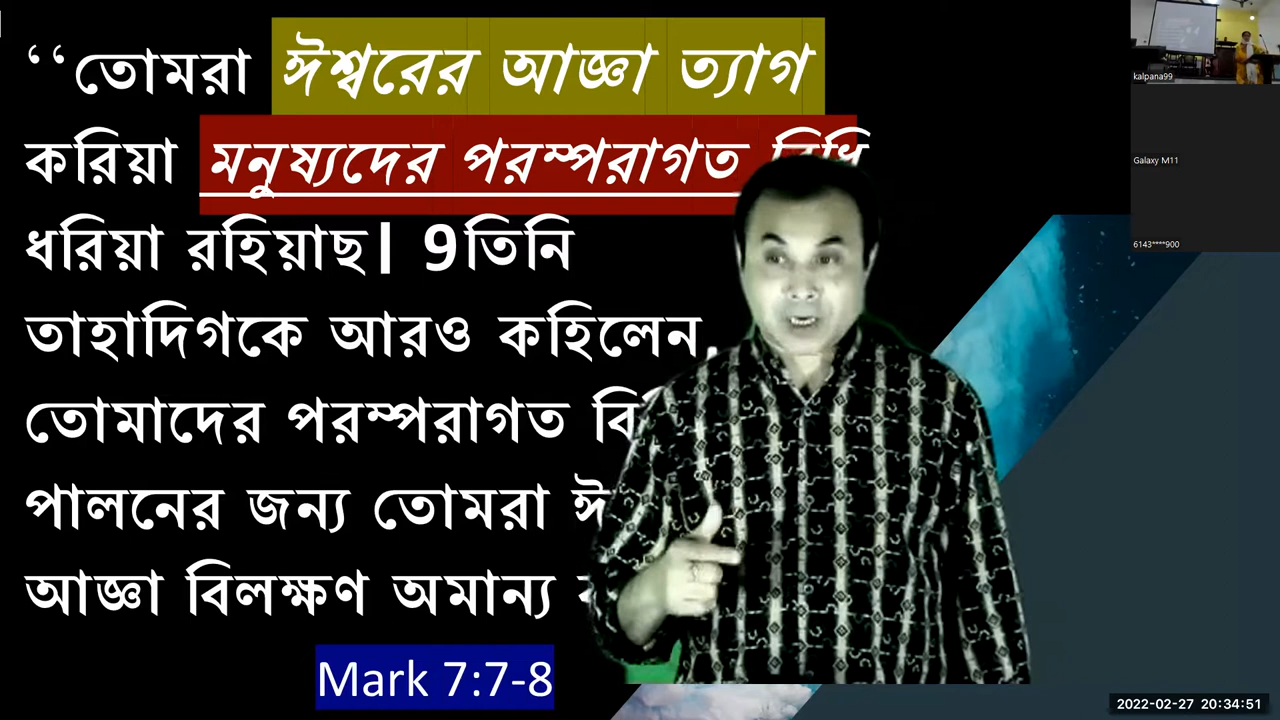 ‘‘তোমরা ঈশ্বরের আজ্ঞা ত্যাগ
করিয়া মনুষ্যদের পরম্পরাগত বিধি
ধরিয়া রহিয়াছ। 9তিনি
তাহাদিগকে আরও কহিলেন,
তোমাদের পরম্পরাগত
পালনের জন্য তোমরা
আজ্ঞা বিলক্ষণ অমান্য
Mark 7:7-8
kalpana99
Galaxy M11
6143****900
2022-02-27 20:34:51